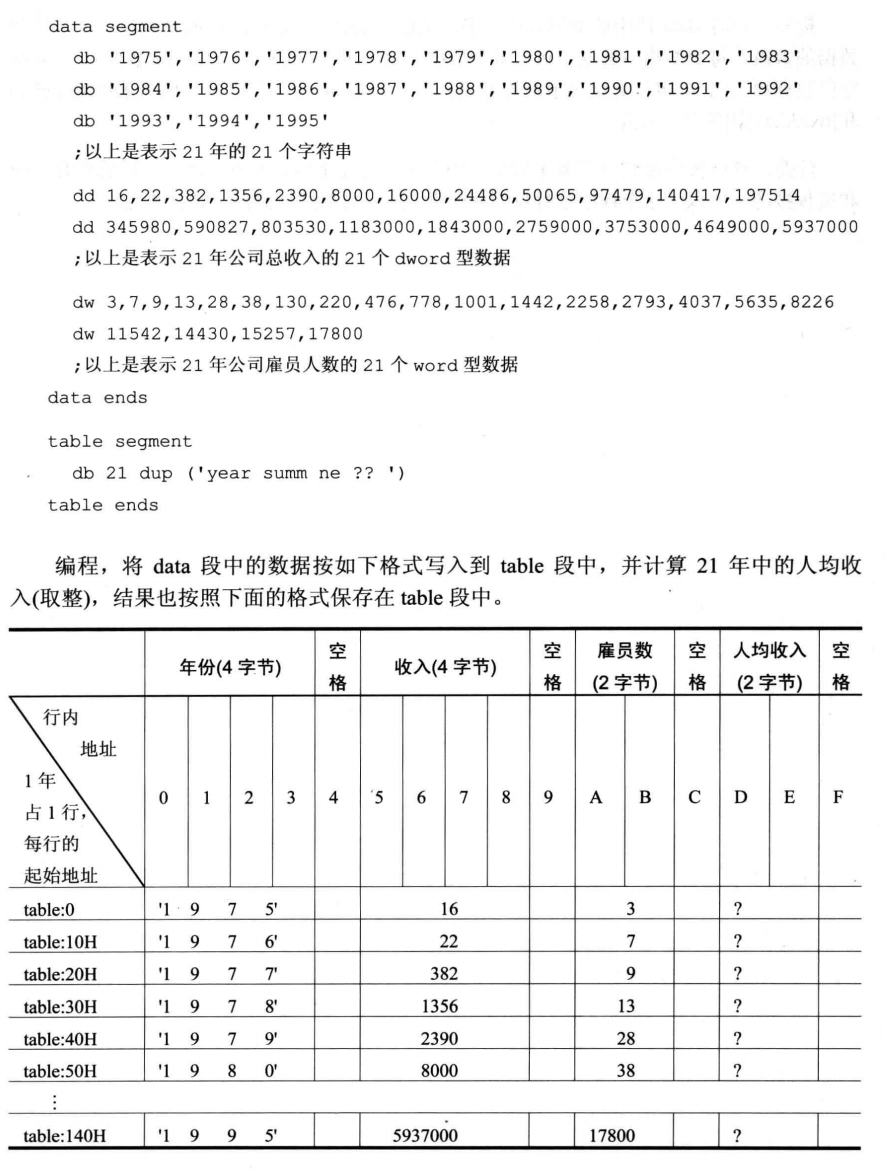 data segment
db '1975','1976','1977','1978','1979','1980','1981','1982','1983'
db '1984','1985','1986','1987','1988','1989','1990','1991','1992'
db '1993','1994','1995'
;以上是表示 21 年的 21 个字符串
dd 16,22,382,1356,2390,8000,16000,24486,50065,97479,140417,197514
dd 345980,590827,803530,1183000,1843000,2759000,3753000,4649000,5937000
;以上是表示 21 年公司总收入的 21 个 dword 型数据
dw 3,7,9,13,28,38,130,220,476,778,1001,1442,2258,2793,4037,5635,8226
dw 11542,14430,15257,17800
;以上是表示 21 年公司雇员人数的 21 个 word 型数据
data ends
table segment
db 21 dup ('year summ ne ?? ')
table ends
编程，将 data 段中的数据按如下格式写入到 table 段中，并计算 21 年中的人均收
入(取整)，结果也按照下面的格式保存在 table 段中。
年份(4 字节) 空格 收入(4 字节) 空格 雇员数(2 字节) 空格 人均收入(2 字节) 空格
行内
地址
1 年
占 1 行，
每行的
起始地址
0 1 2 3 4 5 6 7 8 9 A B C D E F
table:0 '1 9 7 5' 16 3 ?
table:10H '1 9 7 6' 22 7 ?
table:20H '1 9 7 7' 382 9 ?
table:30H '1 9 7 8' 1356 13 ?
table:40H '1 9 7 9' 2390 28 ?
table:50H '1 9 8 0' 8000 38 ?
⋮
table:140H '1 9 9 5' 5937000 17800 ?